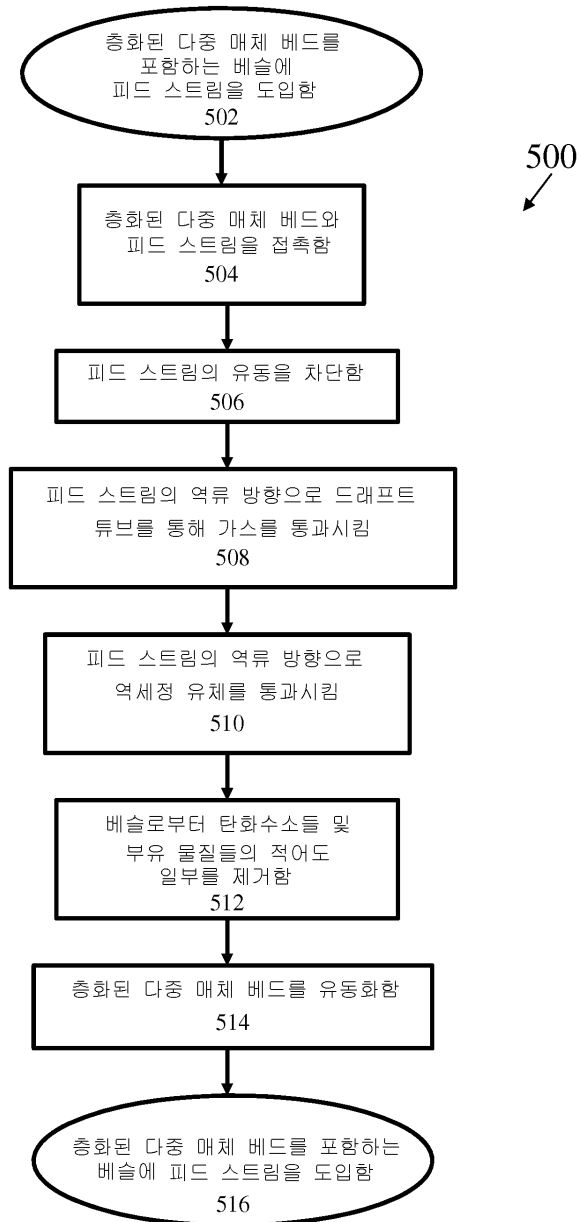 층화된 다중 매체 베드를
포함하는 베슬에
피드 스트림을 도입함
502
500
층화된 다중 매체 베드와
피드 스트림을 접촉함
504
피드 스트림의 유동을 차단함
506
피드 스트림의 역류 방향으로 드래프트
튜브를 통해 가스를 통과시킴
508
피드 스트림의 역류 방향으로
역세정 유체를 통과시킴
510
베슬로부터 탄화수소들 및
부유 물질들의 적어도
일부를 제거함
512
층화된 다중 매체 베드를 유동화함
514
층화된 다중 매체 베드를 포함하는
베슬에 피드 스트림을 도입함
516